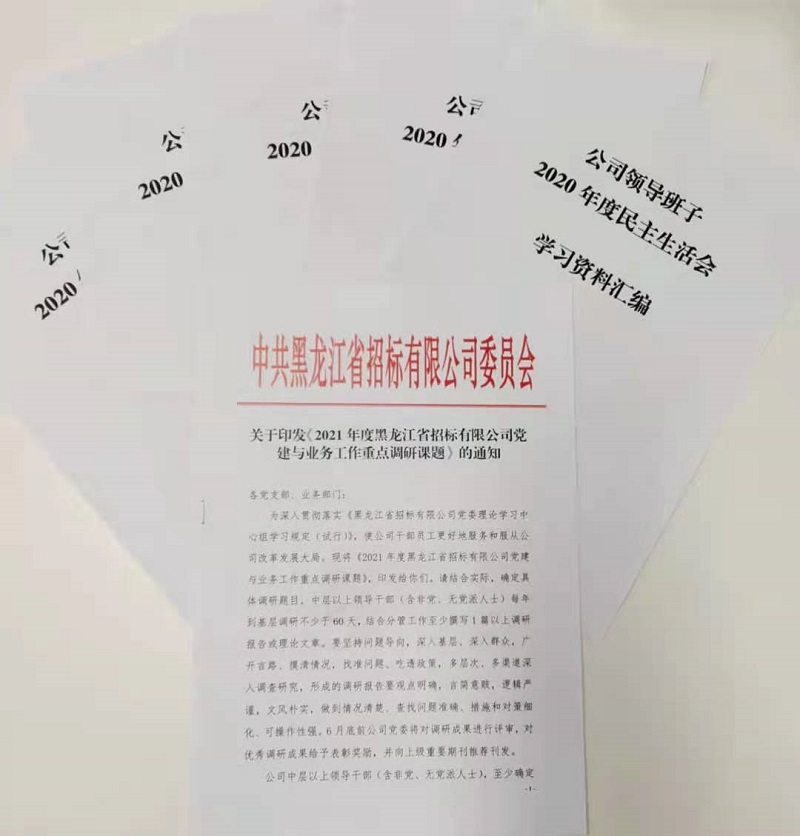 公司
2020
公司
2020
公司
2020
公司
2020
公司领导班子
2020 年度民主生活会
学习资料汇编
中共黑龙江省招标有限公司委员会
关于印发《2021 年度黑龙江省招标有限公司党
建与业务工作重点调研课题》的通知
各党支部、业务部门：
为深入贯彻落实《黑龙江省招标有限公司党委理论学习中
心组学习规定（试行）》，使公司干部员工更好地服务和服从公
司改革发展大局。现将《2021 年度黑龙江省招标有限公司党建
与业务工作重点调研课题》，印发给你们，请结合实际，确定具
体调研题目。中层以上领导干部（含非党、无党派人士）每年
到基层调研不少于 60 天，结合分管工作至少撰写 1 篇以上调研
报告或理论文章。要坚持问题导向，深入基层、深入群众，广
开言路、摸清情况，找准问题、吃透政策，多层次、多渠道深
入调查研究，形成的调研报告要观点明确，言简意赅，逻辑严
谨，文风朴实，做到情况清楚、查找问题准确、措施和对策细
化、可操作性强。6 月底前公司党委将对调研成果进行评审，对
优秀调研成果给予表彰奖励，并向上级重要期刊推荐刊发。
公司中层以上领导干部（含非党、无党派人士），至少确定
-1-